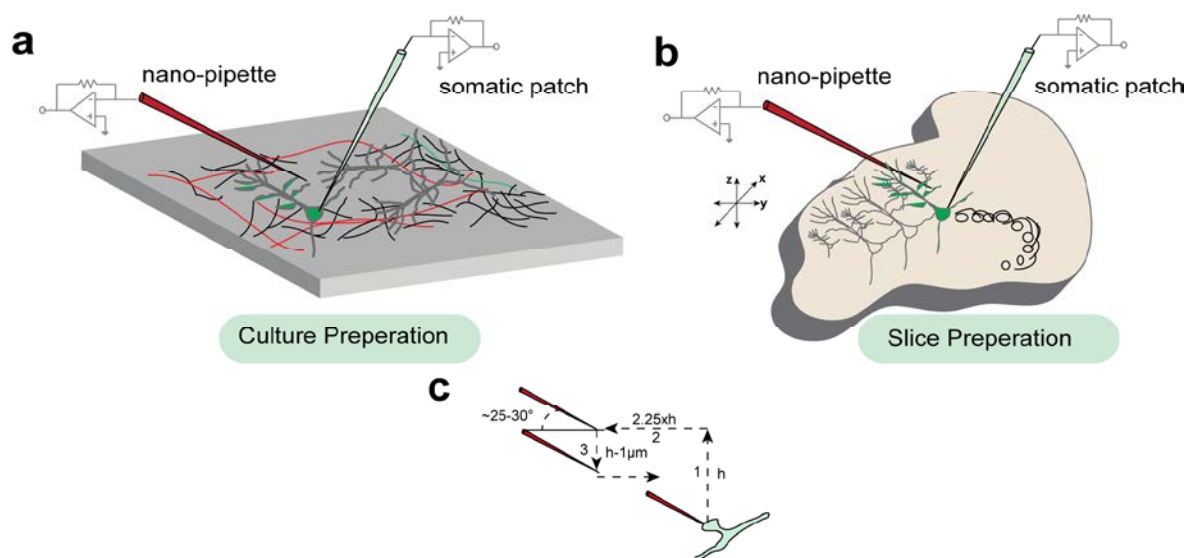 a
nano-pipette
somatic patch
Culture Preperation
b
nano-pipette
somatic patch
z
x
y
Slice Preperation
c
~25-30°
2.25xh
2
3
h-1µm
1
h